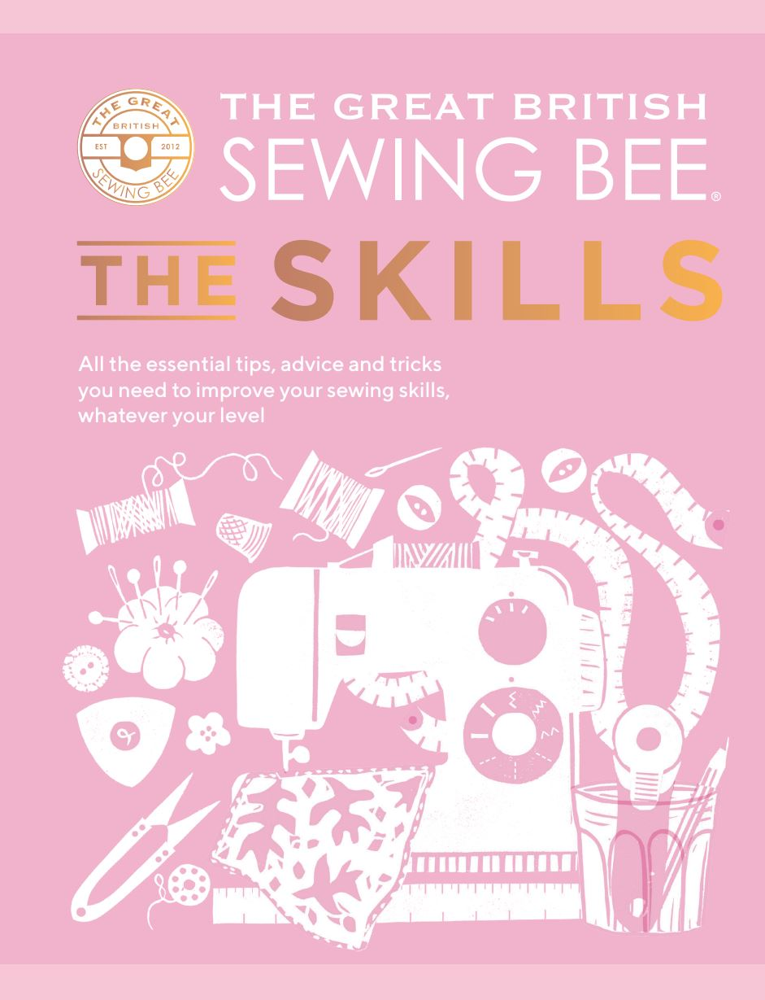 THE GREAT
BRITISH
EST 2012
SEWING BEE
THE GREAT BRITISH
SEWING BEE®
THE SKILLS
All the essential tips, advice and tricks
you need to improve your sewing skills,
whatever your level